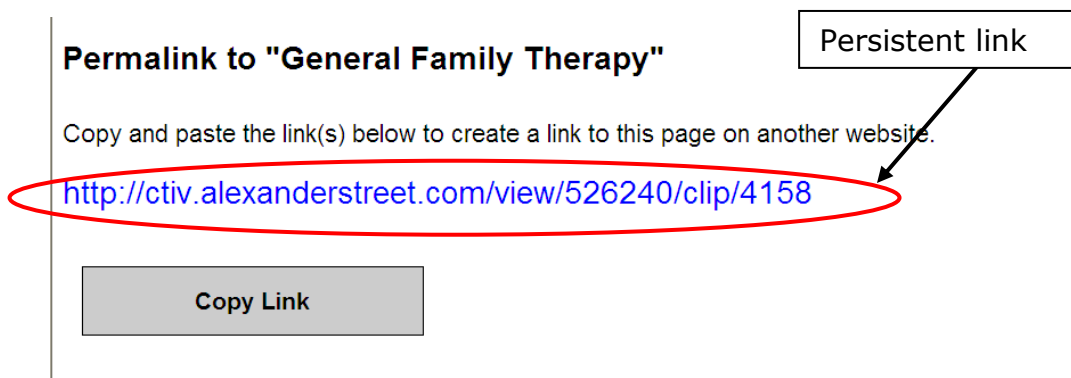 Persistent link
Permalink to "General Family Therapy"
Copy and paste the link(s) below to create a link to this page on another website.
http://ctiv.alexanderstreet.com/view/526240/clip/4158
Copy Link